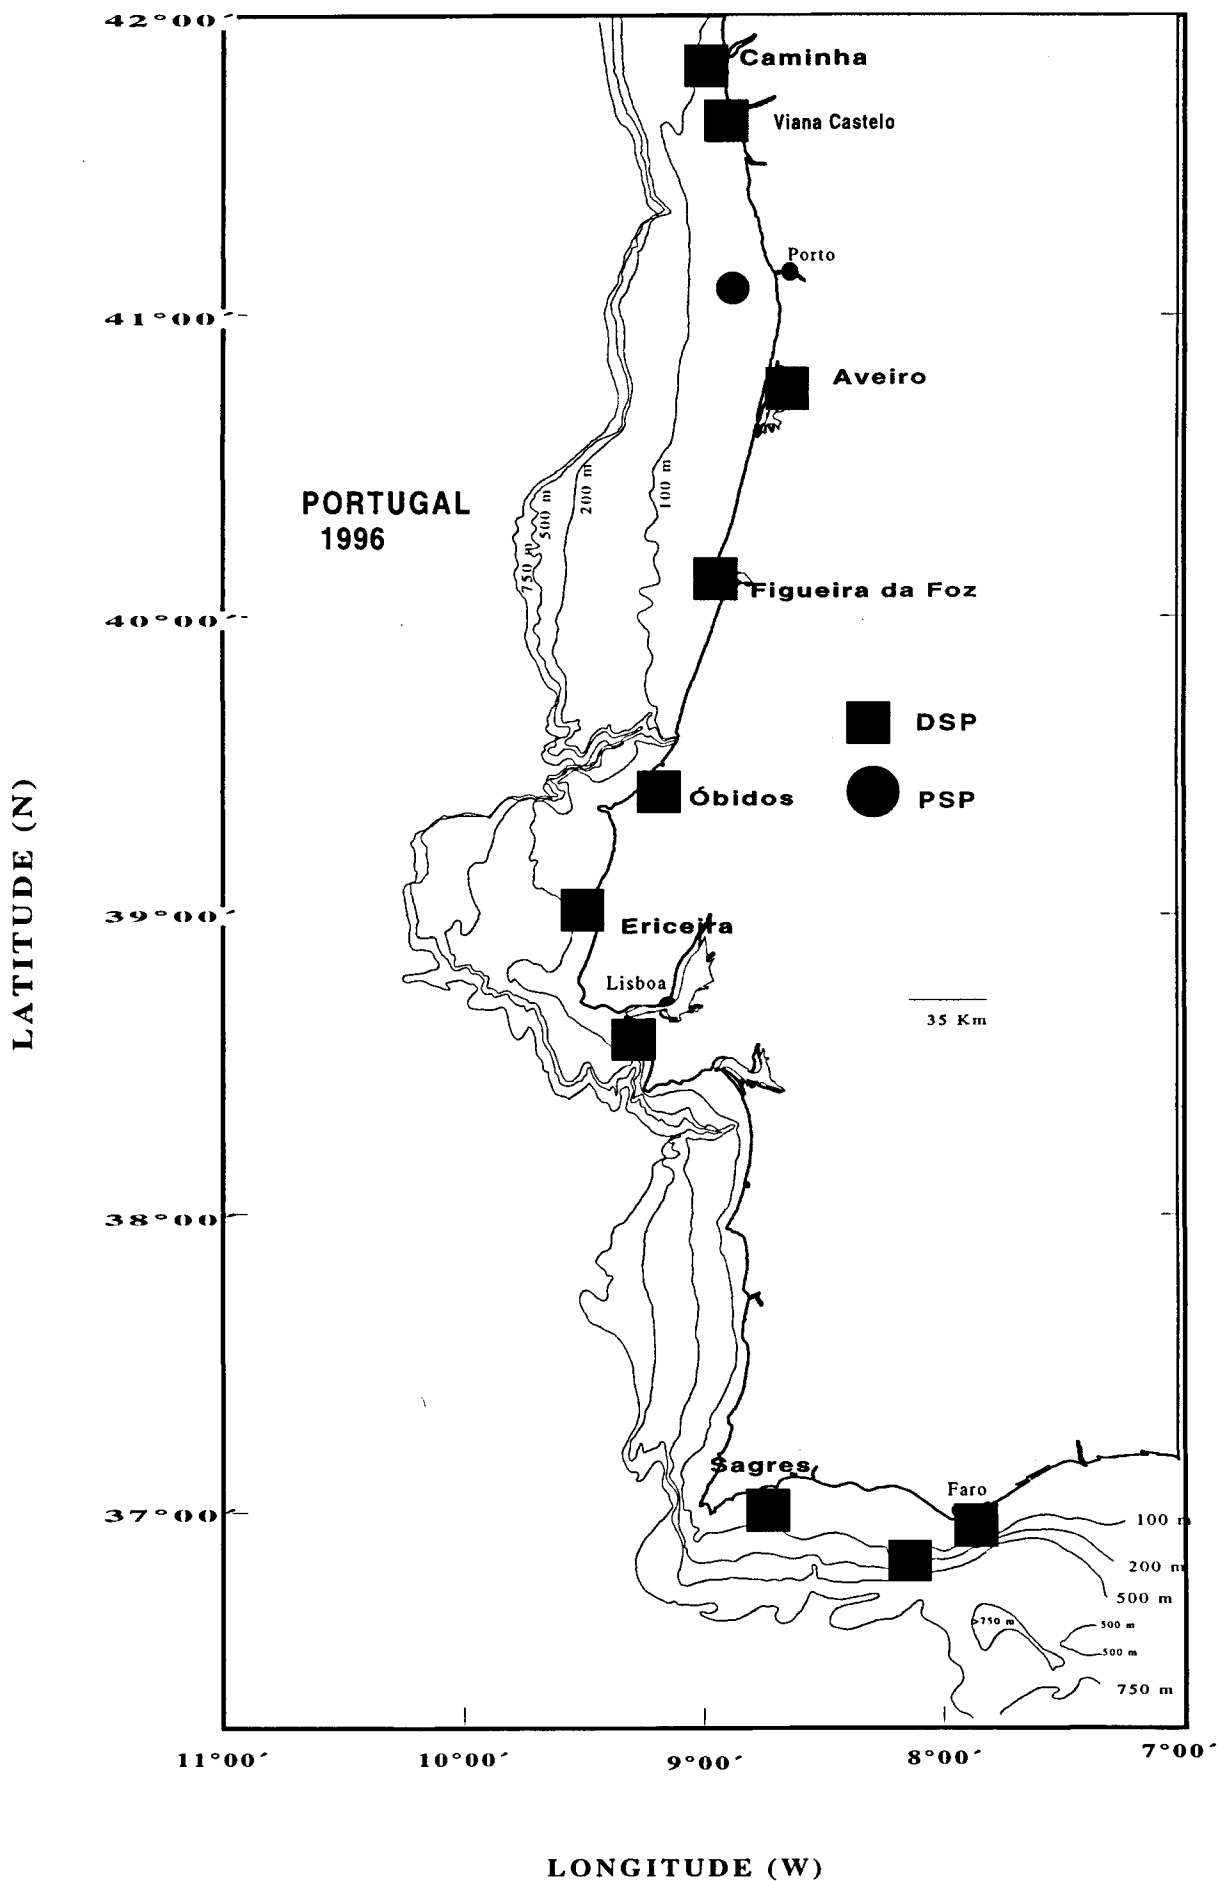 42°00´
Caminha
Viana Castelo
Porto
41°00´
Aveiro
PORTUGAL
1996
750 m
500 m
200 m
100 m
Figueira da Foz
40°00´
DSP
PSP
Óbidos
39°00´
Ericeira
Lisboa
35 Km
LATITUDE (N)
38°00´
Sagres
Faro
37°00´
100 m
200 m
500 m
>750 m
500 m
500 m
750 m
11°00´
10°00´
9°00´
8°00´
7°00´
LONGITUDE (W)